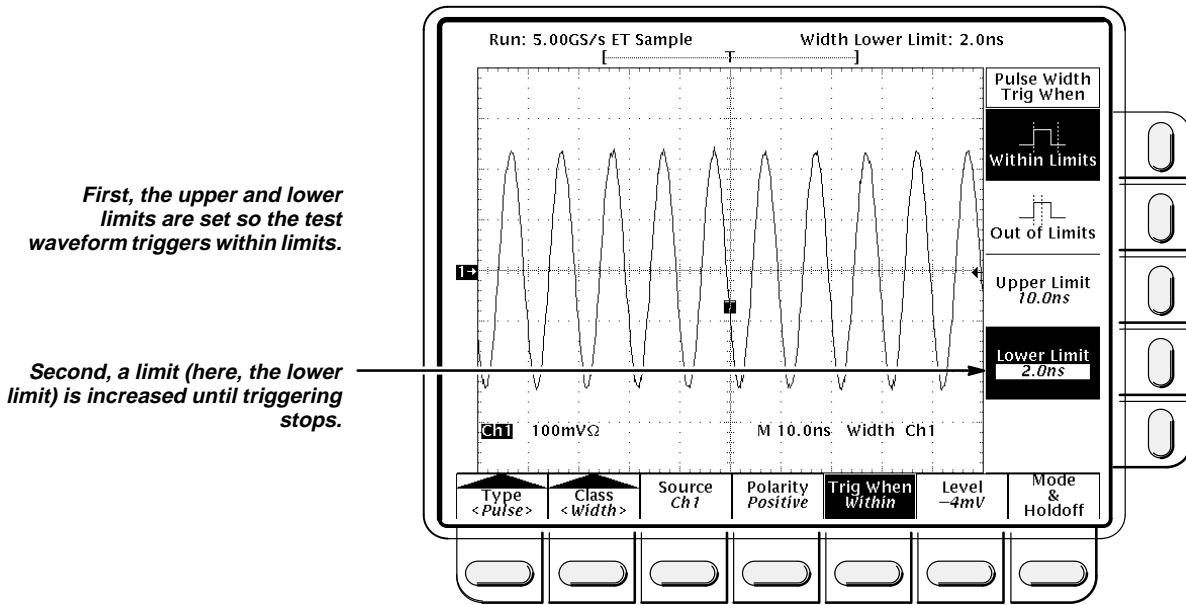 Run: 5.00GS/s ET Sample
Width Lower Limit: 2.0ns
[ T ]
Pulse Width
Trig When
Within Limits
Out of Limits
Upper Limit
10.0ns
Lower Limit
2.0ns
First, the upper and lower
limits are set so the test
waveform triggers within limits.
Second, a limit (here, the lower
limit) is increased until triggering
stops.
1→
T
Ch1 100mVΩ M 10.0ns Width Ch1
Type
<Pulse>
Class
<Width>
Source
Ch1
Polarity
Positive
Trig When
Within
Level
−4mV
Mode
&
Holdoff